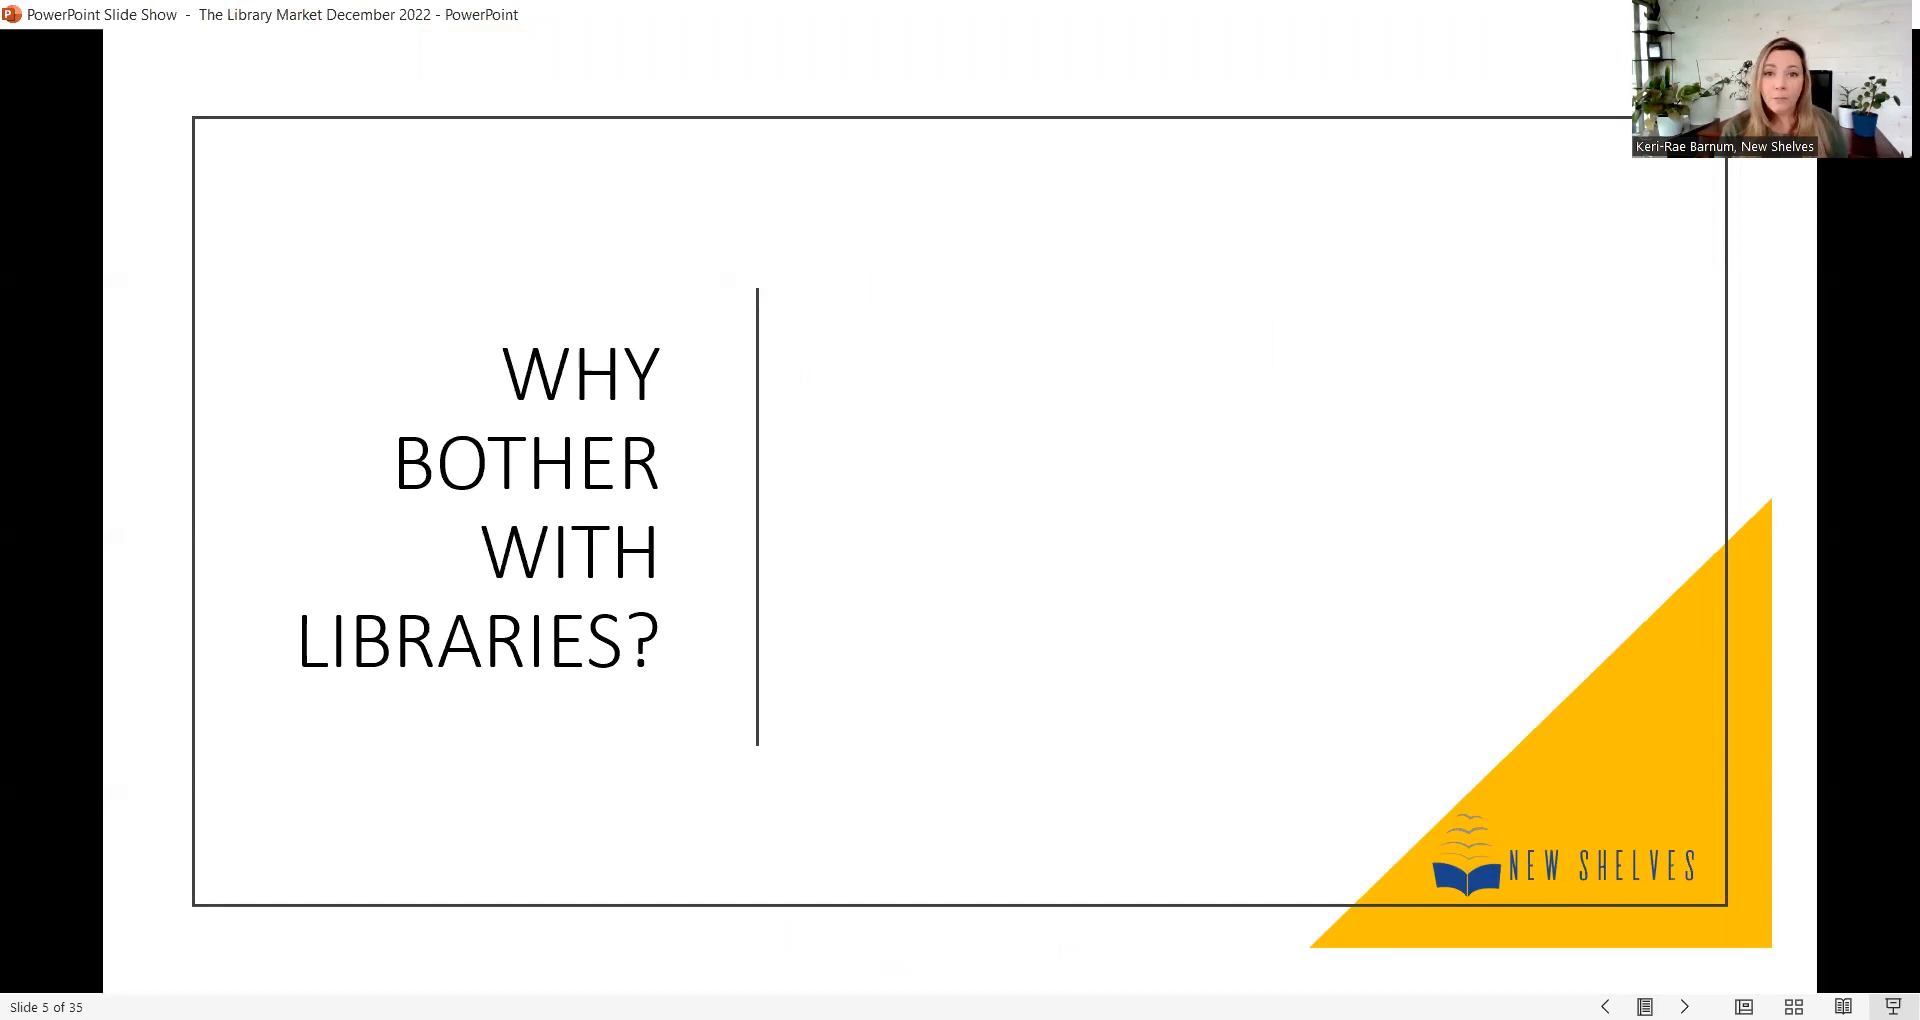 PowerPoint Slide Show - The Library Market December 2022 - PowerPoint
Keri-Rae Barnum, New Shelves
WHY
BOTHER
WITH
LIBRARIES?
NEW SHELVES
Slide 5 of 35